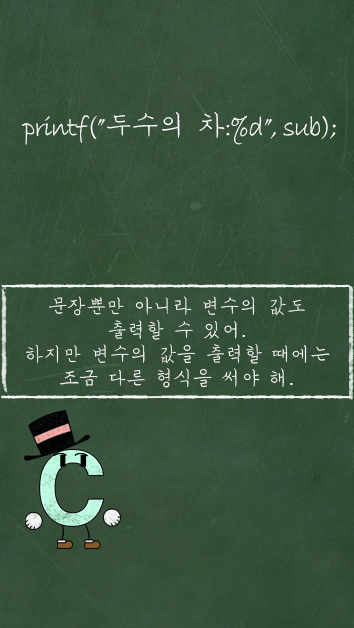 printf("두수의 차:%d", sub);
문장뿐만 아니라 변수의 값도
출력할 수 있어.
하지만 변수의 값을 출력할 때에는
조금 다른 형식을 써야 해.
C